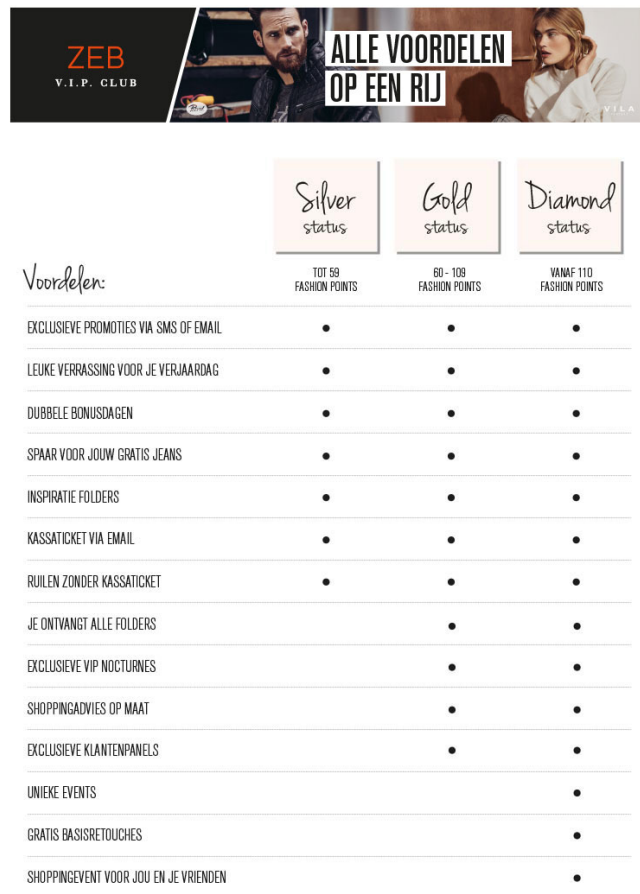 ZEB
V.I.P. CLUB
ALLE VOORDELEN
OP EEN RIJ
Petrol
VILA
Silver
status
Gold
status
Diamond
status
Voordelen:
TOT 59
FASHION POINTS
60 - 109
FASHION POINTS
VANAF 110
FASHION POINTS
EXCLUSIEVE PROMOTIES VIA SMS OF EMAIL
LEUKE VERRASSING VOOR JE VERJAARDAG
DUBBELE BONUSDAGEN
SPAAR VOOR JOUW GRATIS JEANS
INSPIRATIE FOLDERS
KASSATICKET VIA EMAIL
RUILEN ZONDER KASSATICKET
JE ONTVANGT ALLE FOLDERS
EXCLUSIEVE VIP NOCTURNES
SHOPPINGADVIES OP MAAT
EXCLUSIEVE KLANTENPANELS
UNIEKE EVENTS
GRATIS BASISRETOUCHES
SHOPPINGEVENT VOOR JOU EN JE VRIENDEN